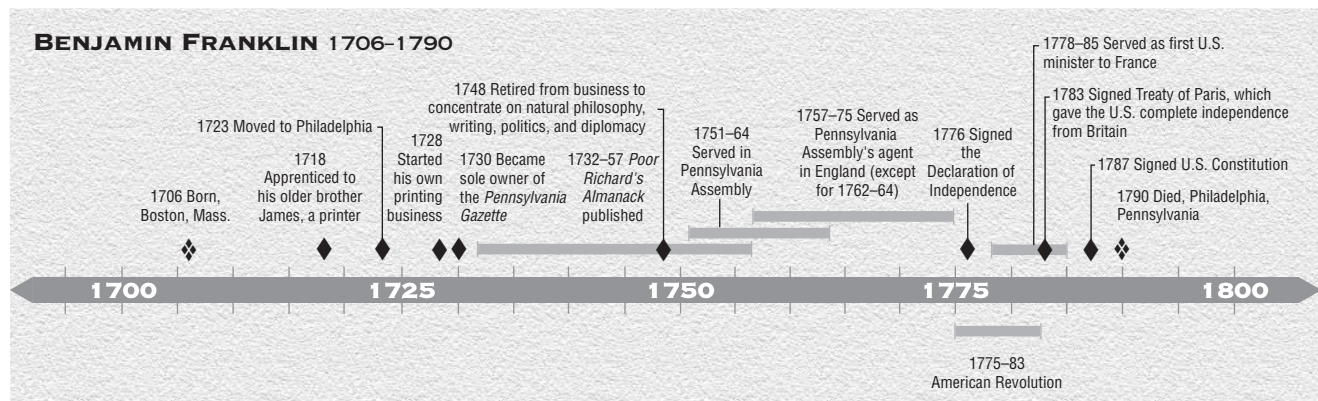 BENJAMIN FRANKLIN 1706–1790
1706 Born,
Boston, Mass.
1718
Apprenticed to
his older brother
James, a printer
1723 Moved to Philadelphia
1728
Started
his own
printing
business
1730 Became
sole owner of
the Pennsylvania
Gazette
1732–57 Poor
Richard's
Almanack
published
1748 Retired from business to
concentrate on natural philosophy,
writing, politics, and diplomacy
1751–64
Served in
Pennsylvania
Assembly
1757–75 Served as
Pennsylvania
Assembly's agent
in England (except
for 1762–64)
1776 Signed
the
Declaration of
Independence
1778–85 Served as first U.S.
minister to France
1783 Signed Treaty of Paris, which
gave the U.S. complete independence
from Britain
1787 Signed U.S. Constitution
1790 Died, Philadelphia,
Pennsylvania
1700 1725 1750 1775 1800
1775–83
American Revolution